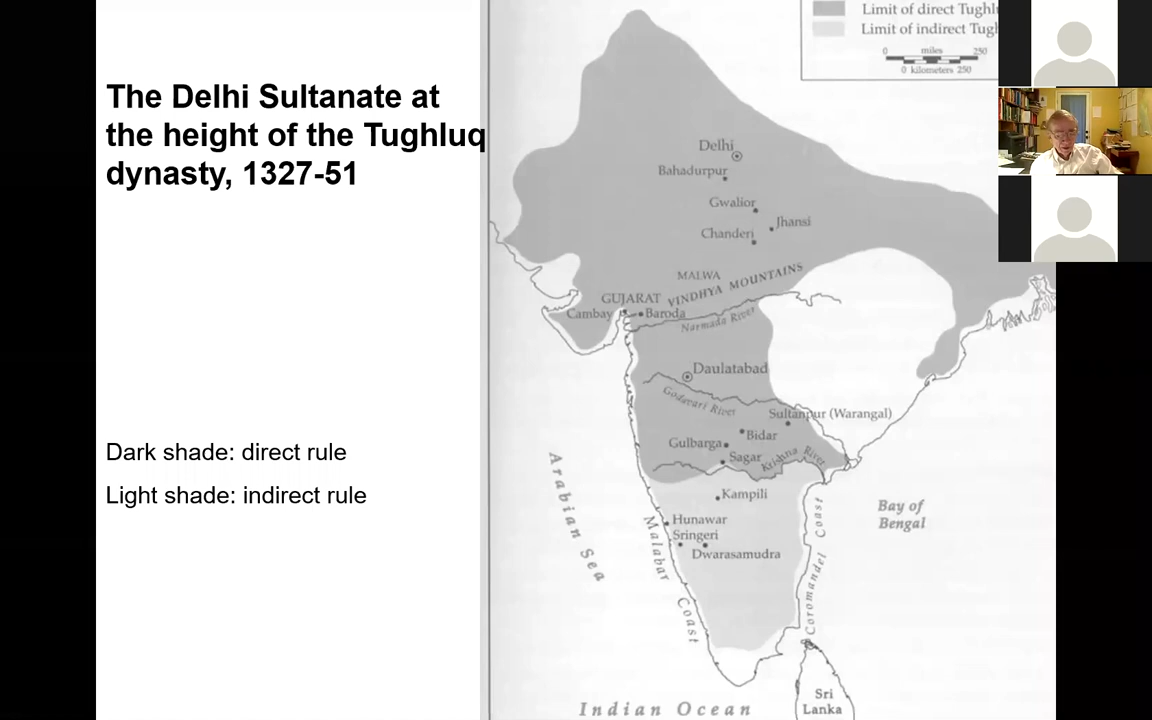 The Delhi Sultanate at
the height of the Tughluq
dynasty, 1327-51
Dark shade: direct rule
Light shade: indirect rule
Limit of direct
Limit of indirect
0 miles 250
0 kilometers 250
Delhi
Bahadurpur
Gwalior
Jhansi
Chanderi
MALWA
VINDHYA MOUNTAINS
GUJARAT
Cambay
Baroda
Narmada River
Daulatabad
Godavari River
Sultanpur (Warangal)
Bidar
Gulbarga
Sagar
Krishna River
Kampili
Hunawar
Sringeri
Dwarasamudra
Arabian Sea
Malabar Coast
Coromandel Coast
Bay of
Bengal
Sri
Lanka
Indian Ocean